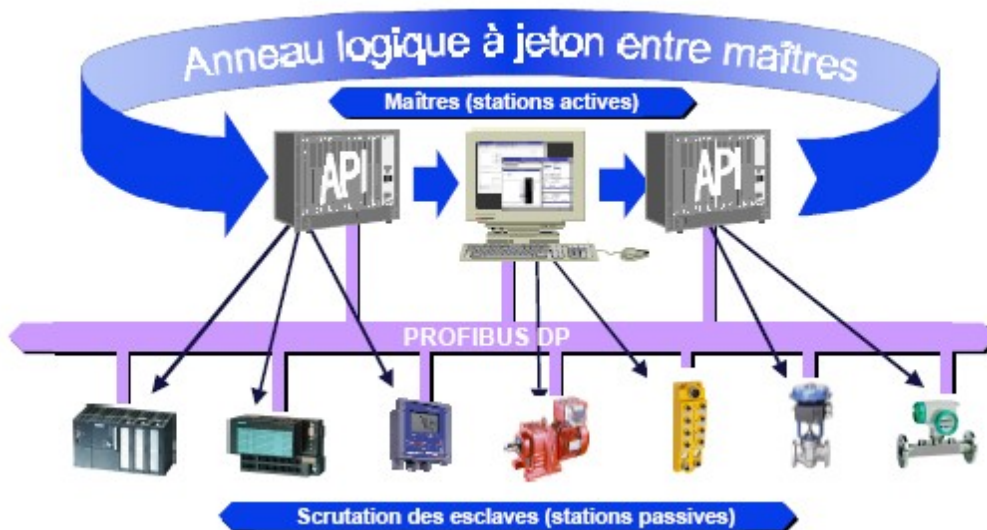 Anneau logique à jeton entre maîtres
Maîtres (stations actives)
API
API
PROFIBUS DP
Scrutation des esclaves (stations passives)